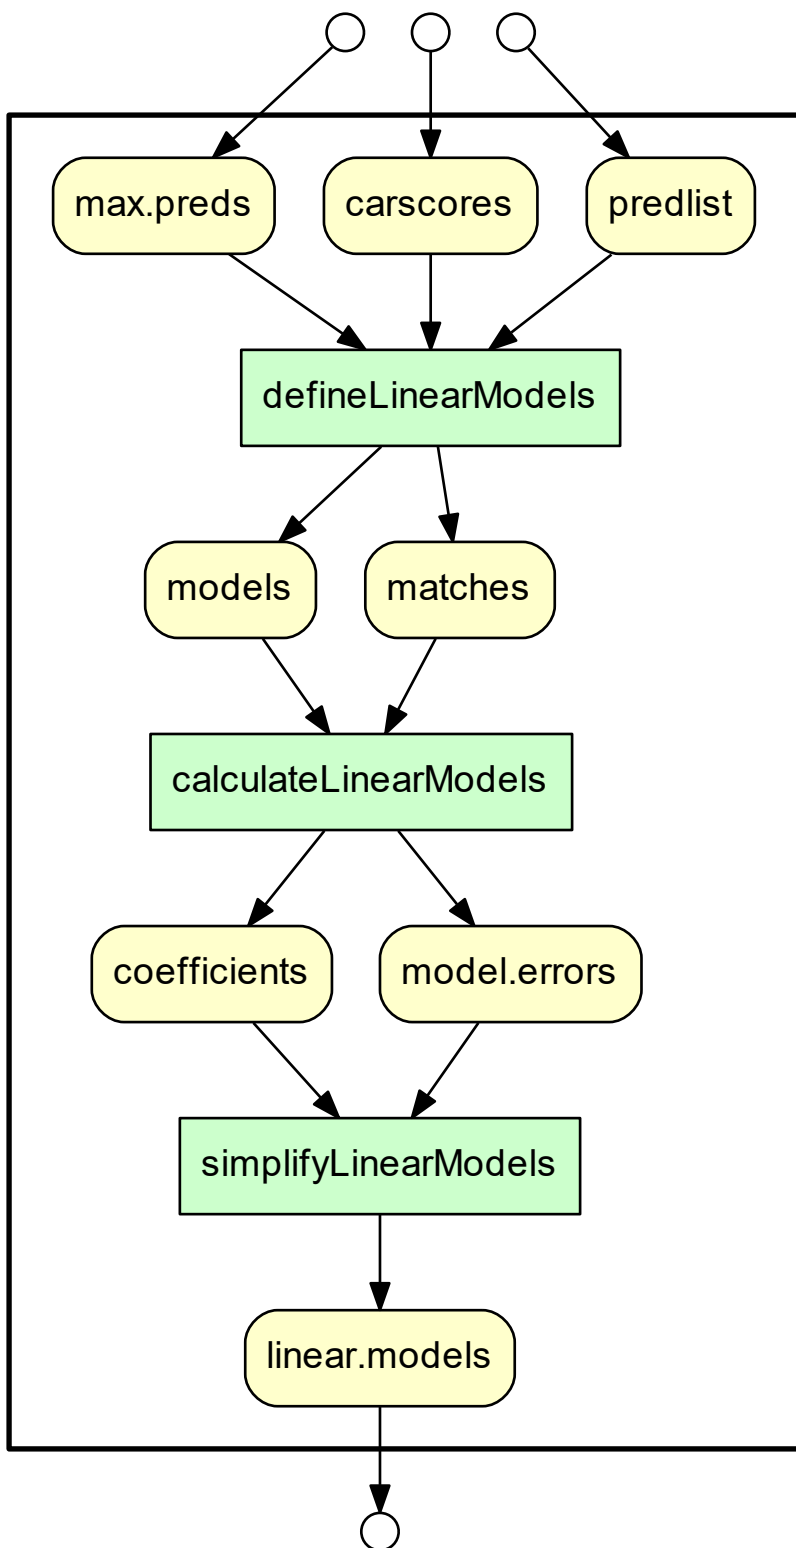 max.preds
carscores
predlist
defineLinearModels
models
matches
calculateLinearModels
coefficients
model.errors
simplifyLinearModels
linear.models